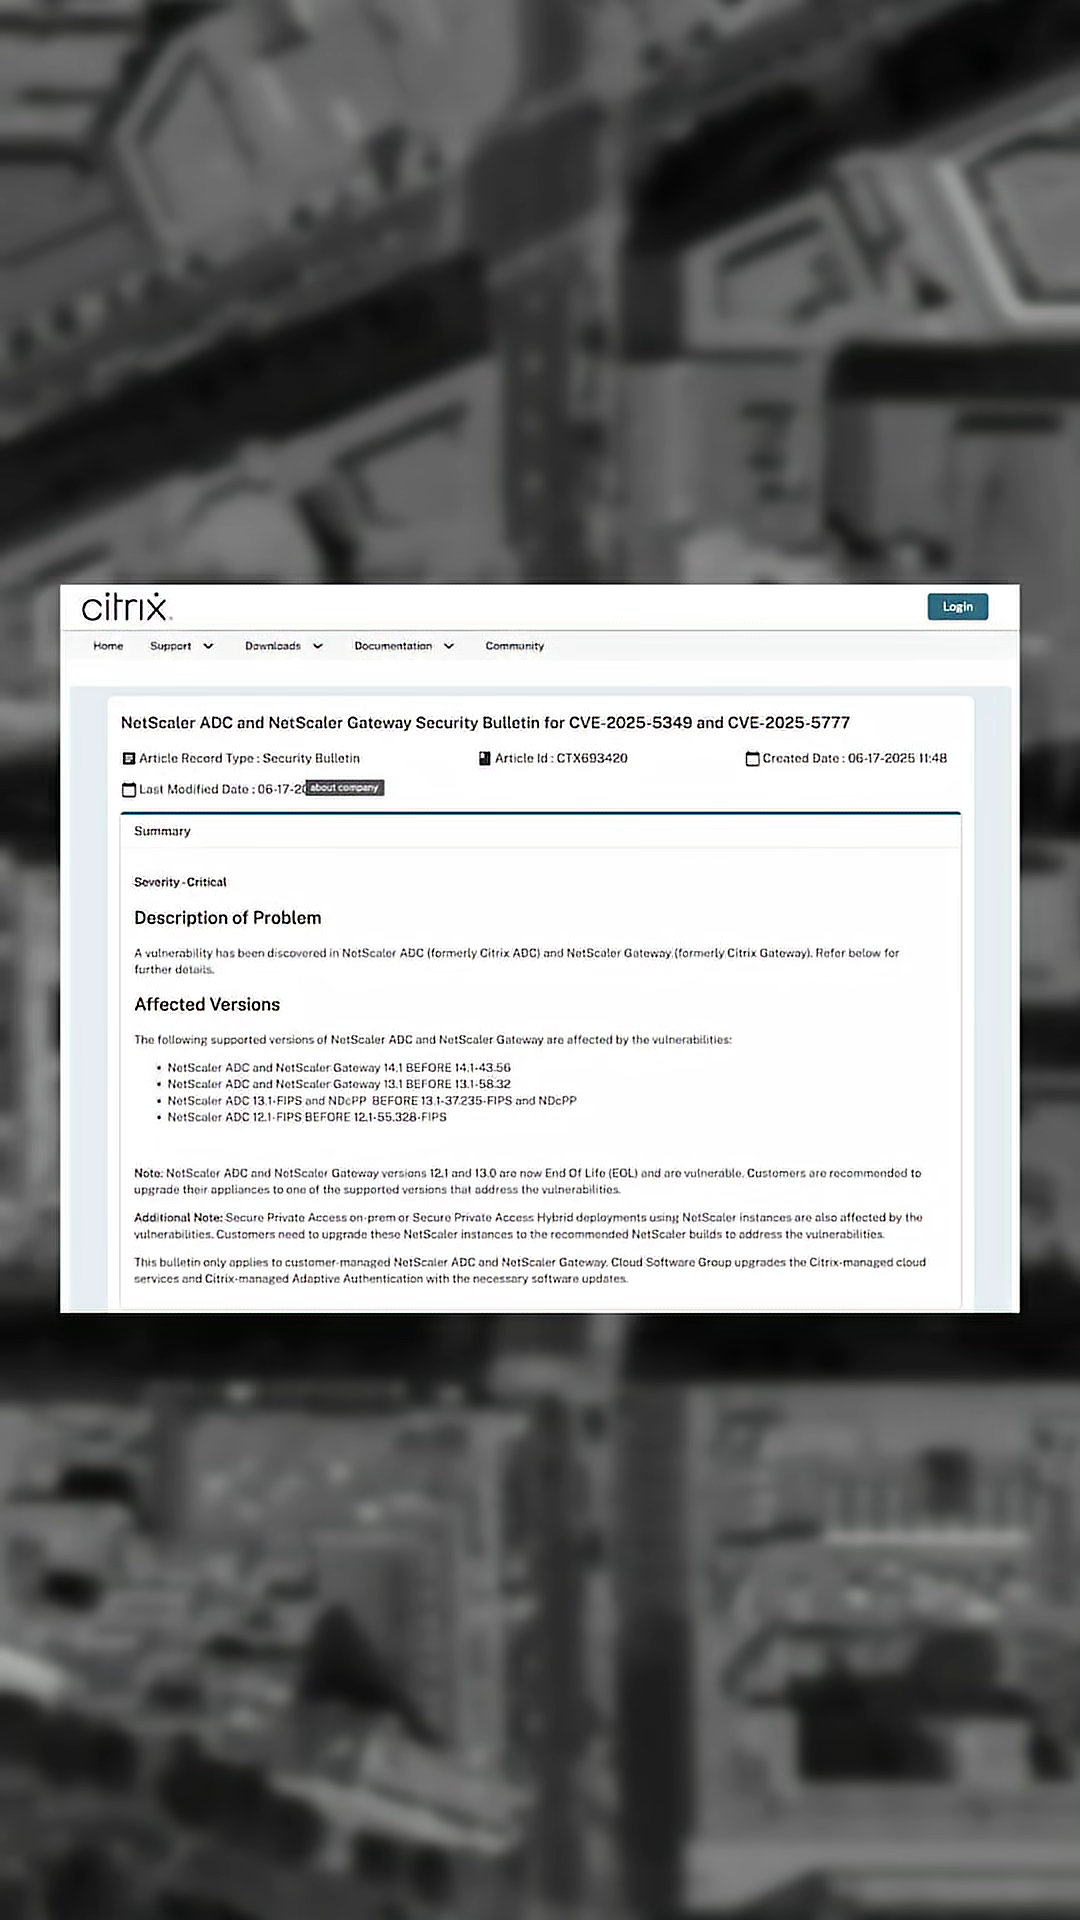 citrix
Login
Home Support Downloads Documentation Community
NetScaler ADC and NetScaler Gateway Security Bulletin for CVE-2025-5349 and CVE-2025-5777
Article Record Type : Security Bulletin Article Id : CTX693420 Created Date : 06-17-2025 11:48
Last Modified Date : 06-17-20 about company
Summary
Severity - Critical
Description of Problem
A vulnerability has been discovered in NetScaler ADC (formerly Citrix ADC) and NetScaler Gateway (formerly Citrix Gateway). Refer below for
further details.
Affected Versions
The following supported versions of NetScaler ADC and NetScaler Gateway are affected by the vulnerabilities:
• NetScaler ADC and NetScaler Gateway 14.1 BEFORE 14.1-43.56
• NetScaler ADC and NetScaler Gateway 13.1 BEFORE 13.1-58.32
• NetScaler ADC 13.1-FIPS and NDcPP BEFORE 13.1-37.235-FIPS and NDcPP
• NetScaler ADC 12.1-FIPS BEFORE 12.1-55.328-FIPS
Note: NetScaler ADC and NetScaler Gateway versions 12.1 and 13.0 are now End Of Life (EOL) and are vulnerable. Customers are recommended to
upgrade their appliances to one of the supported versions that address the vulnerabilities.
Additional Note: Secure Private Access on-prem or Secure Private Access Hybrid deployments using NetScaler instances are also affected by the
vulnerabilities. Customers need to upgrade these NetScaler instances to the recommended NetScaler builds to address the vulnerabilities.
This bulletin only applies to customer-managed NetScaler ADC and NetScaler Gateway. Cloud Software Group upgrades the Citrix-managed cloud
services and Citrix-managed Adaptive Authentication with the necessary software updates.